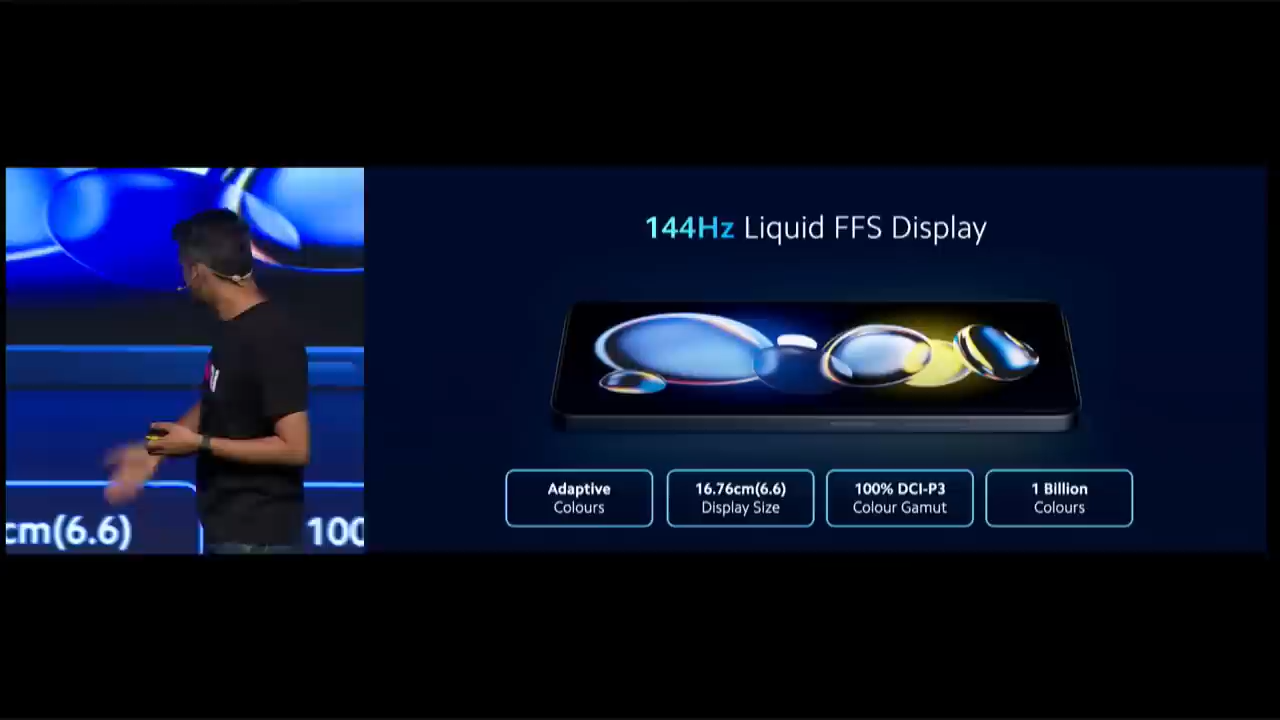 144Hz Liquid FFS Display
Adaptive
Colours
16.76cm(6.6)
Display Size
100% DCI-P3
Colour Gamut
1 Billion
Colours
cm(6.6)
100